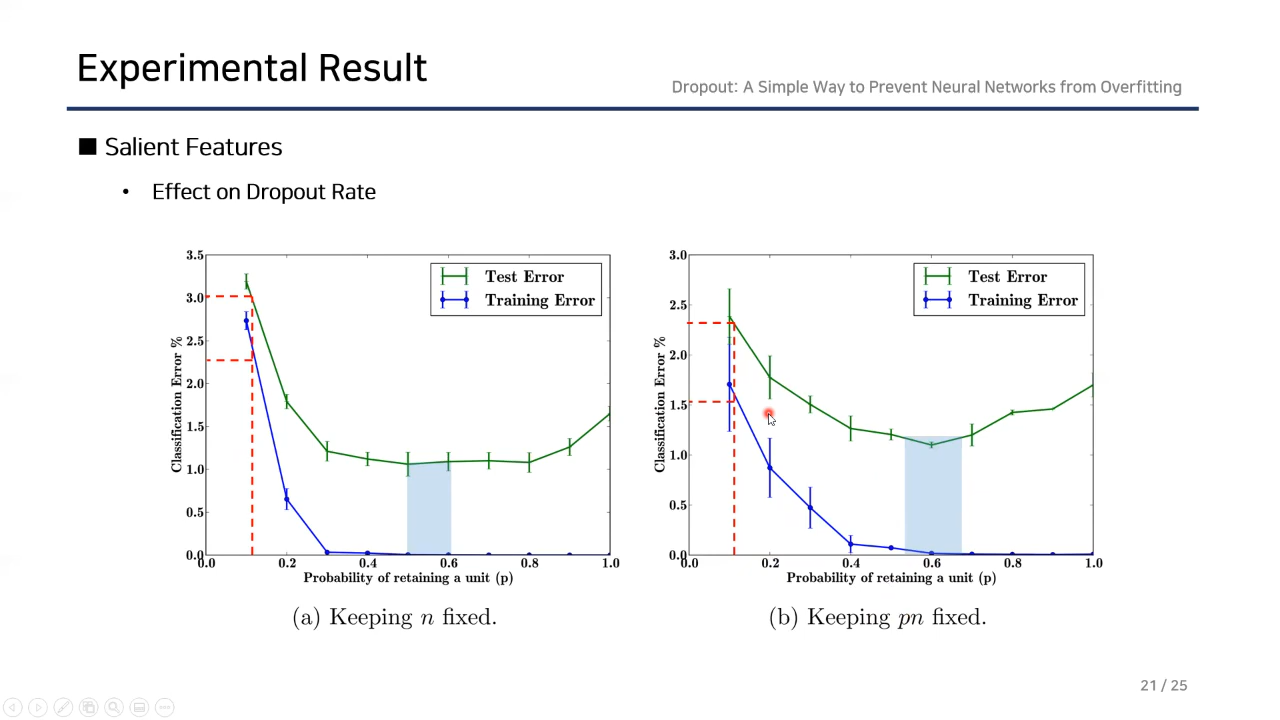 Experimental Result
Dropout: A Simple Way to Prevent Neural Networks from Overfitting
■ Salient Features
• Effect on Dropout Rate
3.5
3.0
2.5
2.0
1.5
1.0
0.5
0.0
Classification Error %
Test Error
Training Error
0.0 0.2 0.4 0.6 0.8 1.0
Probability of retaining a unit (p)
(a) Keeping n fixed.
3.0
2.5
2.0
1.5
1.0
0.5
0.0
Classification Error %
Test Error
Training Error
0.0 0.2 0.4 0.6 0.8 1.0
Probability of retaining a unit (p)
(b) Keeping pn fixed.
21 / 25